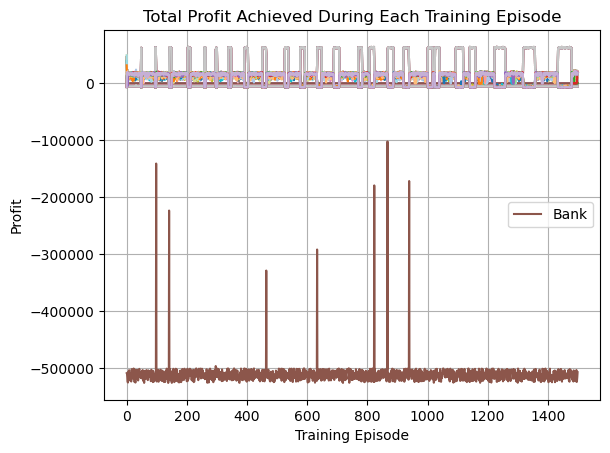 Total Profit Achieved During Each Training Episode
Profit
0
−100000
−200000
−300000
−400000
−500000
Bank
0 200 400 600 800 1000 1200 1400
Training Episode